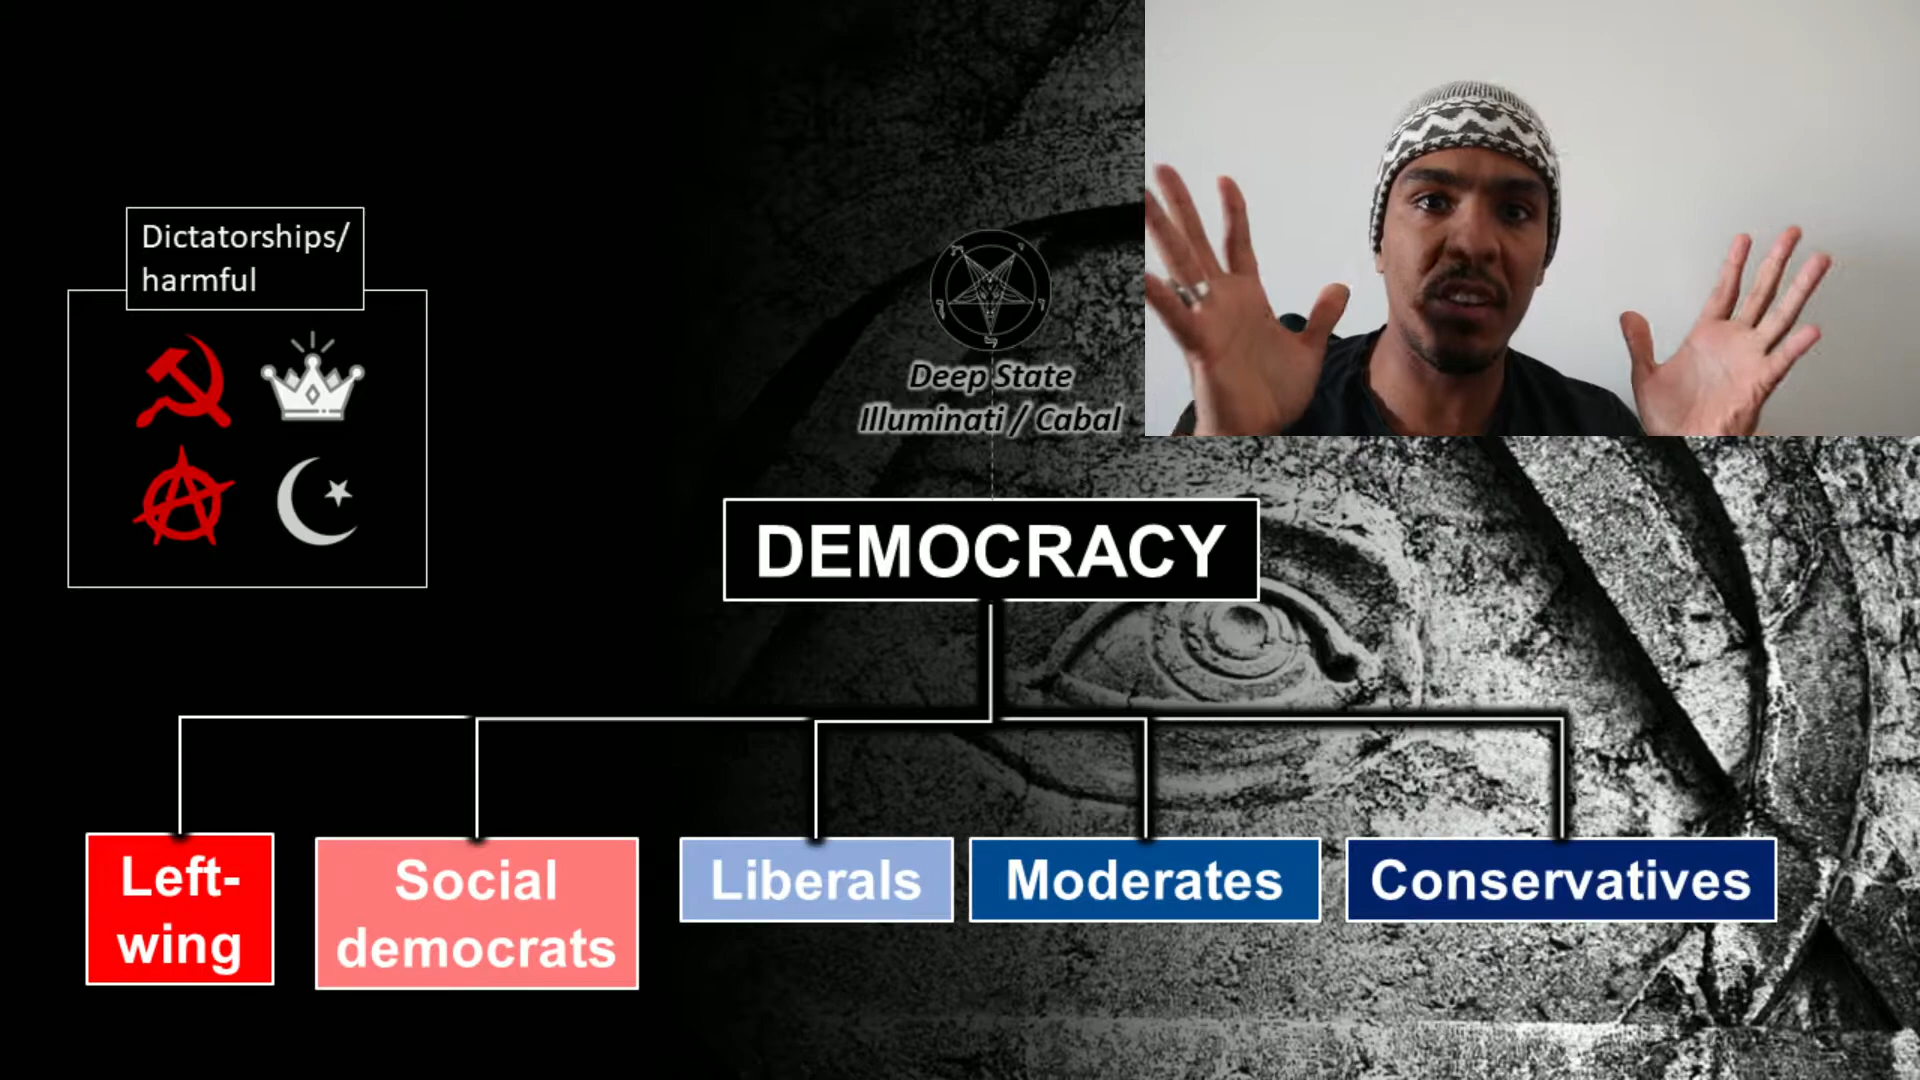 Dictatorships/
harmful
Deep State
Illuminati / Cabal
DEMOCRACY
Left-
wing
Social
democrats
Liberals
Moderates
Conservatives